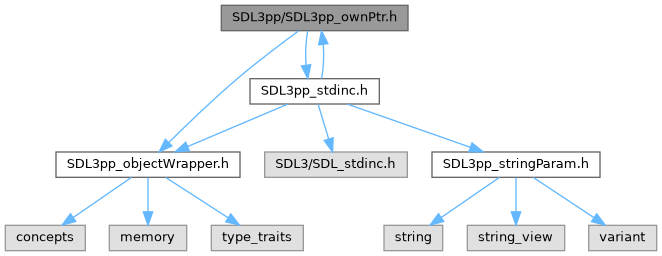 SDL3pp/SDL3pp_ownPtr.h
SDL3pp_stdinc.h
SDL3pp_objectWrapper.h
SDL3/SDL_stdinc.h
SDL3pp_stringParam.h
concepts
memory
type_traits
string
string_view
variant